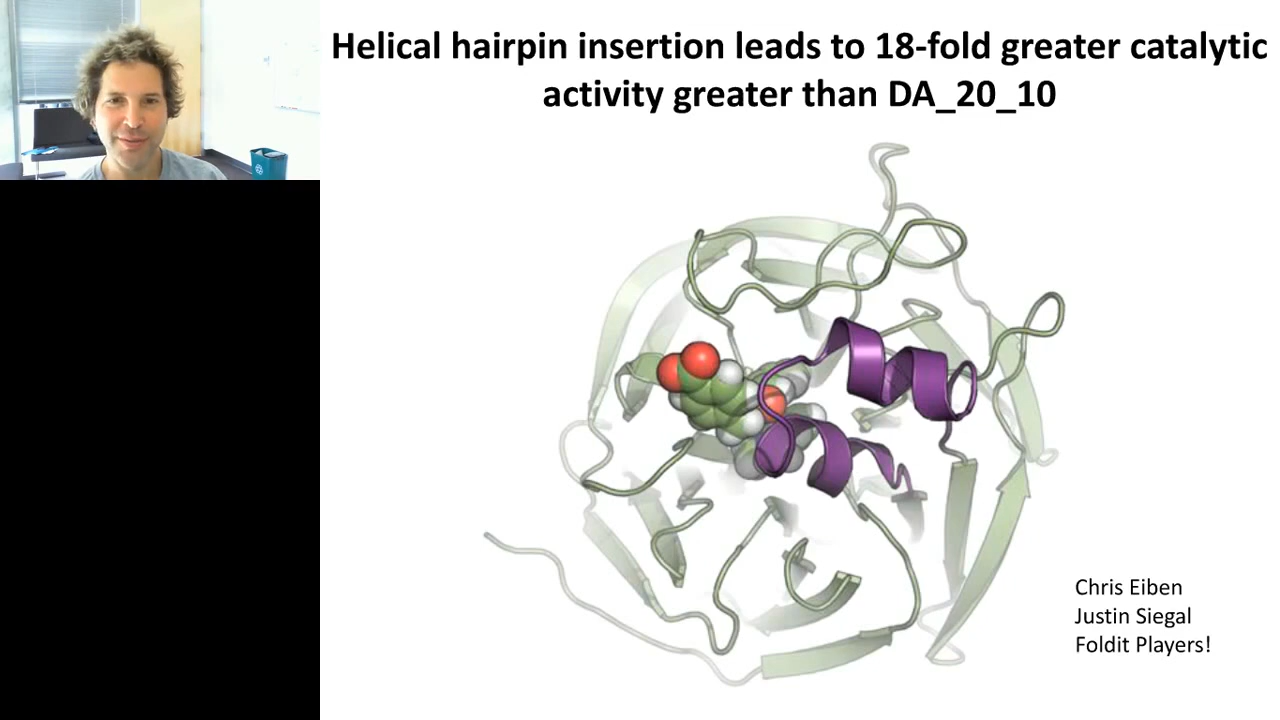 Helical hairpin insertion leads to 18-fold greater catalytic
activity greater than DA_20_10
Chris Eiben
Justin Siegal
Foldit Players!